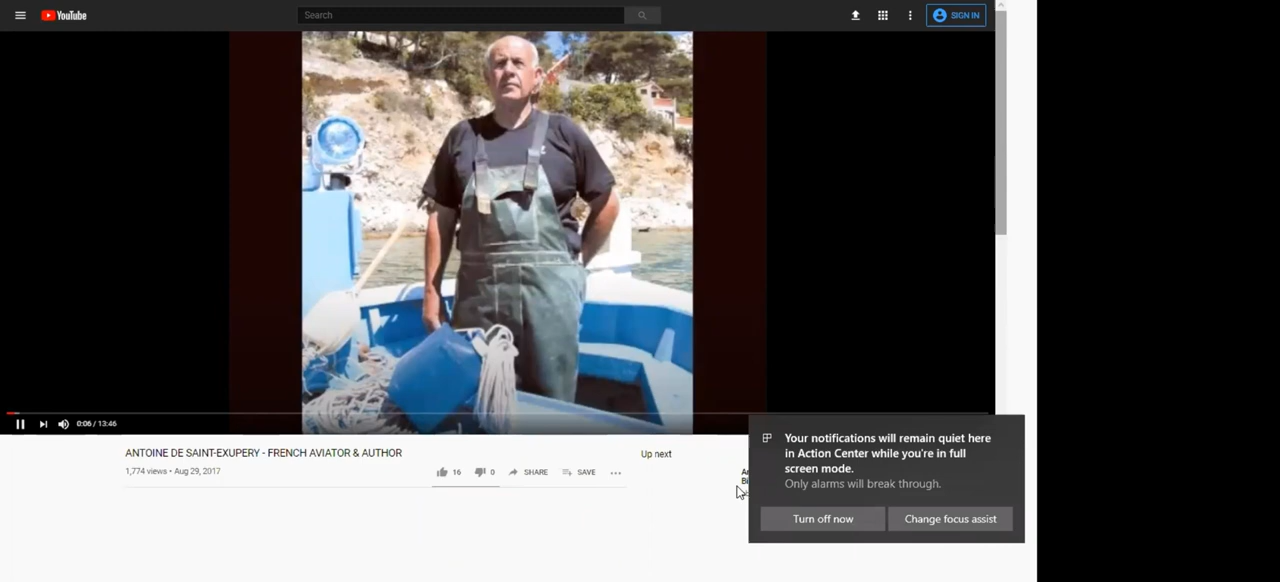 YouTube
Search
SIGN IN
0:06 / 13:46
ANTOINE DE SAINT-EXUPERY - FRENCH AVIATOR & AUTHOR
1,774 views • Aug 29, 2017
16
0
SHARE
SAVE
Up next
Your notifications will remain quiet here
in Action Center while you're in full
screen mode.
Only alarms will break through.
Turn off now
Change focus assist